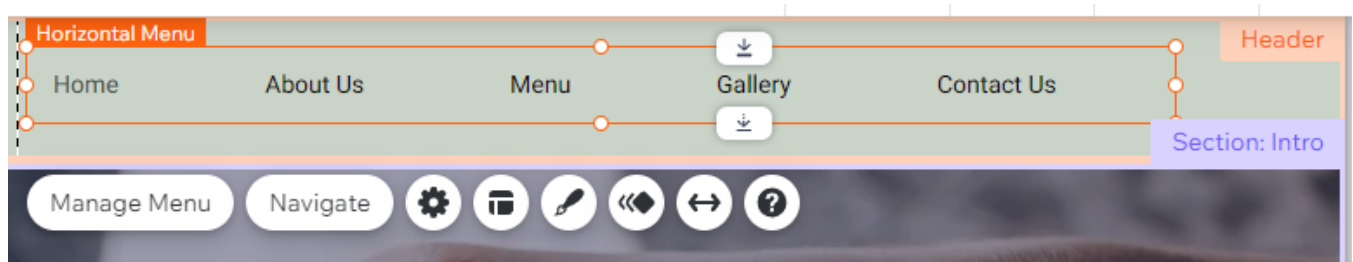 Horizontal Menu
Header
Home About Us Menu Gallery Contact Us
Section: Intro
Manage Menu Navigate